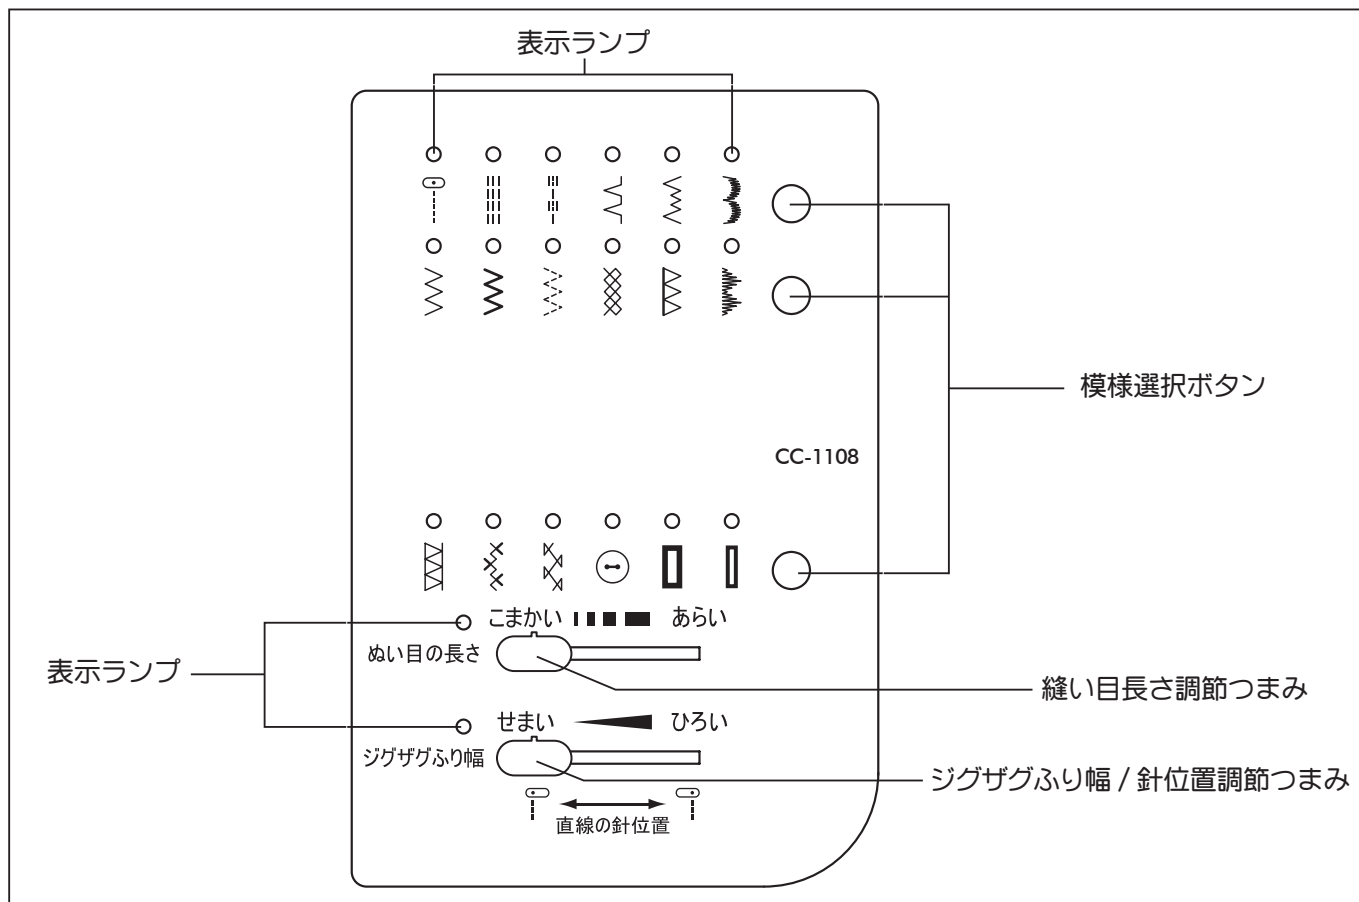 表示ランプ
模様選択ボタン
CC-1108
こまかい あらい
ぬい目の長さ
表示ランプ
縫い目長さ調節つまみ
せまい ひろい
ジグザグふり幅
ジグザグふり幅 / 針位置調節つまみ
直線の針位置